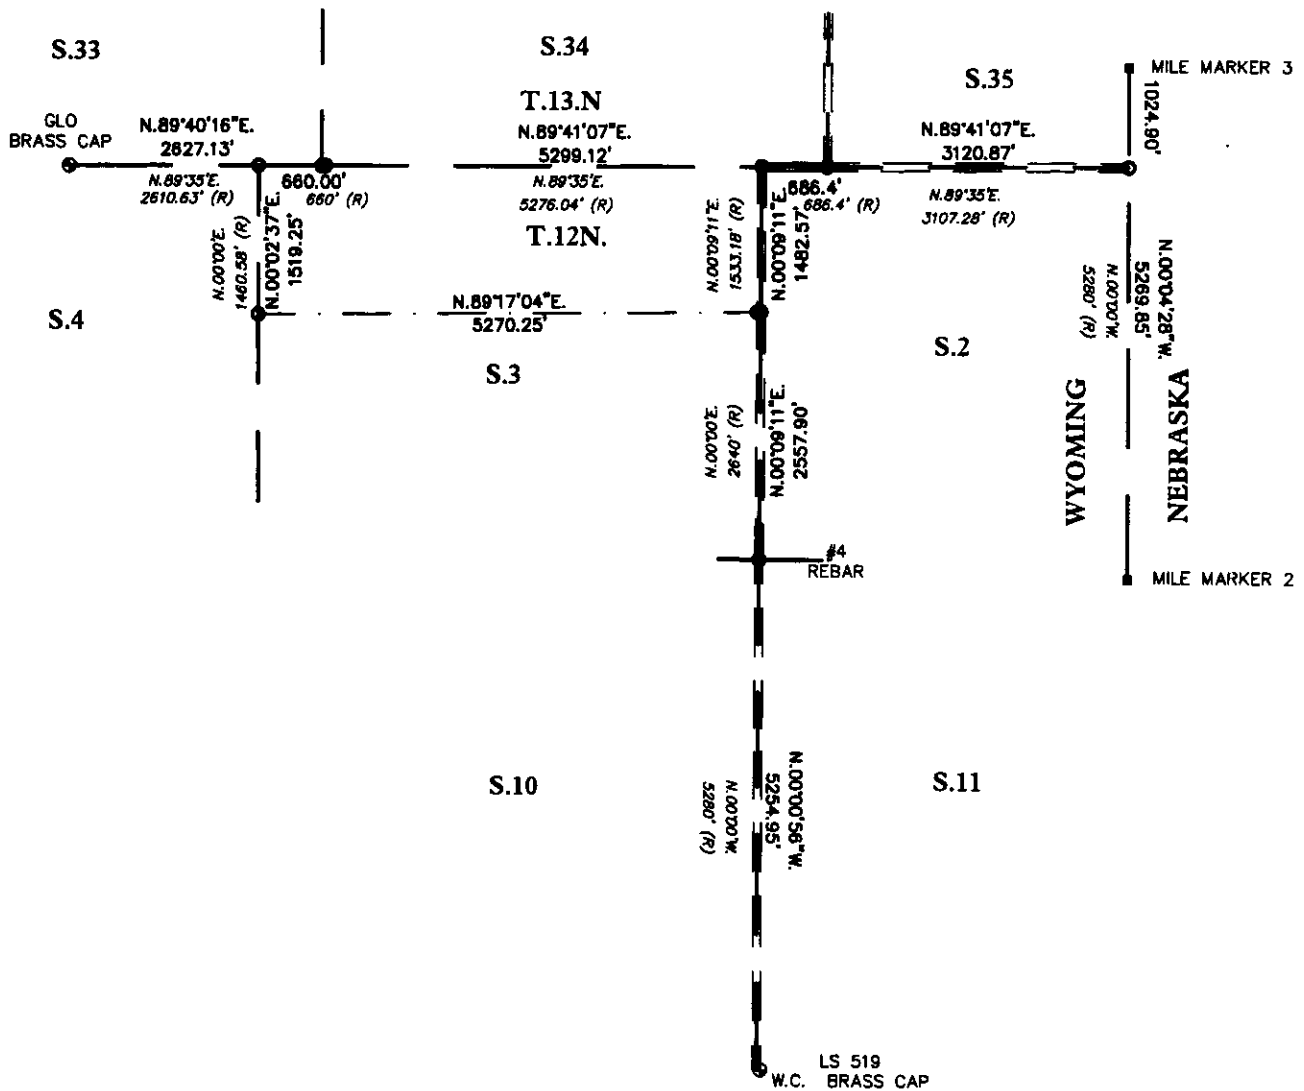 S.33
S.34
S.35
MILE MARKER 3
1024.90'
GLO
BRASS CAP
T.13.N
N.89°40'16"E.
2627.13'
N.89°41'07"E.
5299.12'
N.89°41'07"E.
3120.87'
N.89°35'E.
2610.63' (R)
660.00'
660' (R)
N.89°35'E.
5276.04' (R)
686.4'
686.4' (R)
N.89°35'E.
3107.28' (R)
T.12N.
N.00°00'E.
1460.58' (R)
N.00°02'37"E.
1519.25'
N.00°09'11"E.
1533.18' (R)
N.00°09'11"E.
1482.57'
N.00°04'28"W.
5269.85'
N.00°00'W.
5280' (R)
S.4
N.89°17'04"E.
5270.25'
S.3
S.2
N.00°00'E.
2640' (R)
N.00°09'11"E.
2557.90'
WYOMING
NEBRASKA
#4
REBAR
MILE MARKER 2
S.10
S.11
N.00°00'56"W.
5254.95'
N.00°00'W.
5280' (R)
LS 519
W.C. BRASS CAP